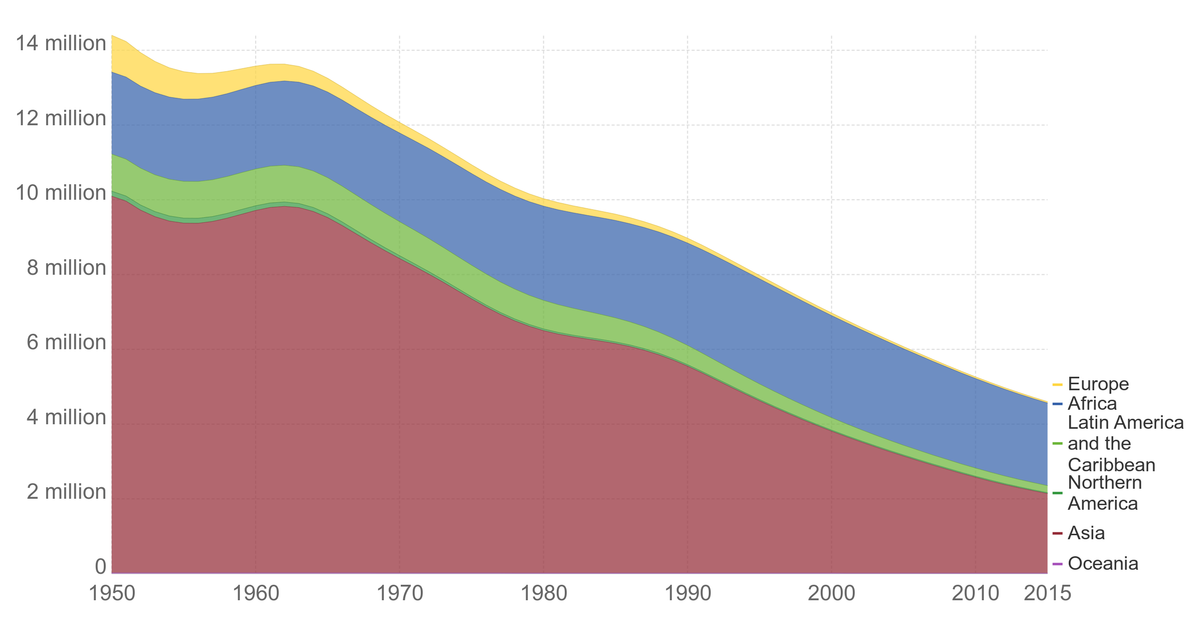 14 million
12 million
10 million
8 million
6 million
4 million
2 million
0
1950 1960 1970 1980 1990 2000 2010 2015
Europe
Africa
Latin America
and the
Caribbean
Northern
America
Asia
Oceania